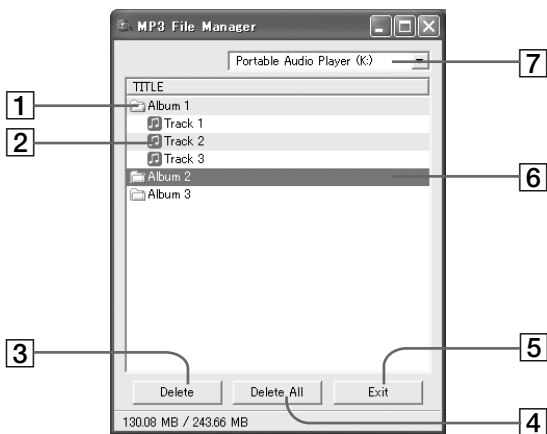 MP3 File Manager
Portable Audio Player (K:)
7
TITLE
1
Album 1
Track 1
2
Track 2
Track 3
Album 2
6
Album 3
3
5
Delete
Delete All
Exit
130.08 MB / 243.66 MB
4